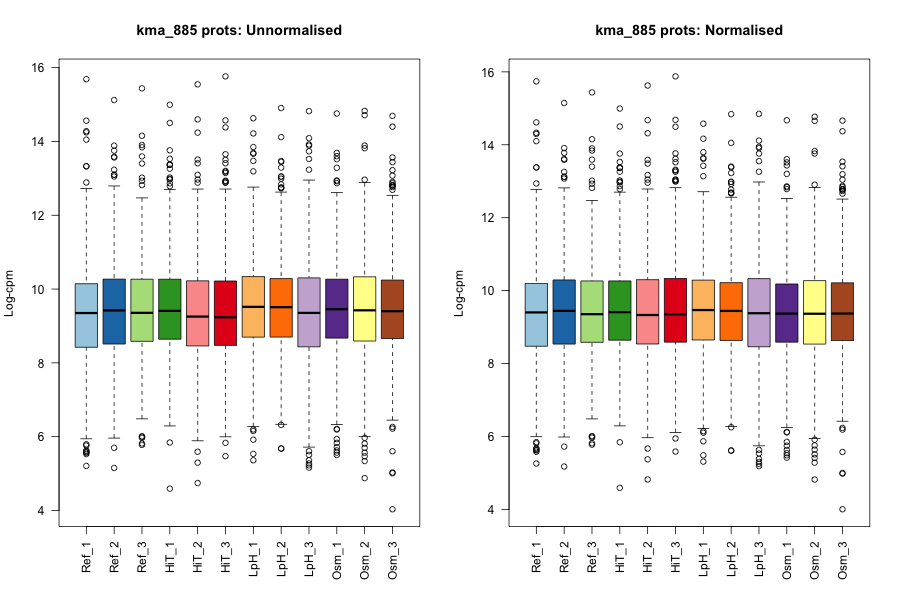 kma_885 prots: Unnormalised
Log-cpm
16
14
12
10
8
6
4
Ref_1
Ref_2
Ref_3
HiT_1
HiT_2
HiT_3
LpH_1
LpH_2
LpH_3
Osm_1
Osm_2
Osm_3
kma_885 prots: Normalised
Log-cpm
16
14
12
10
8
6
4
Ref_1
Ref_2
Ref_3
HiT_1
HiT_2
HiT_3
LpH_1
LpH_2
LpH_3
Osm_1
Osm_2
Osm_3